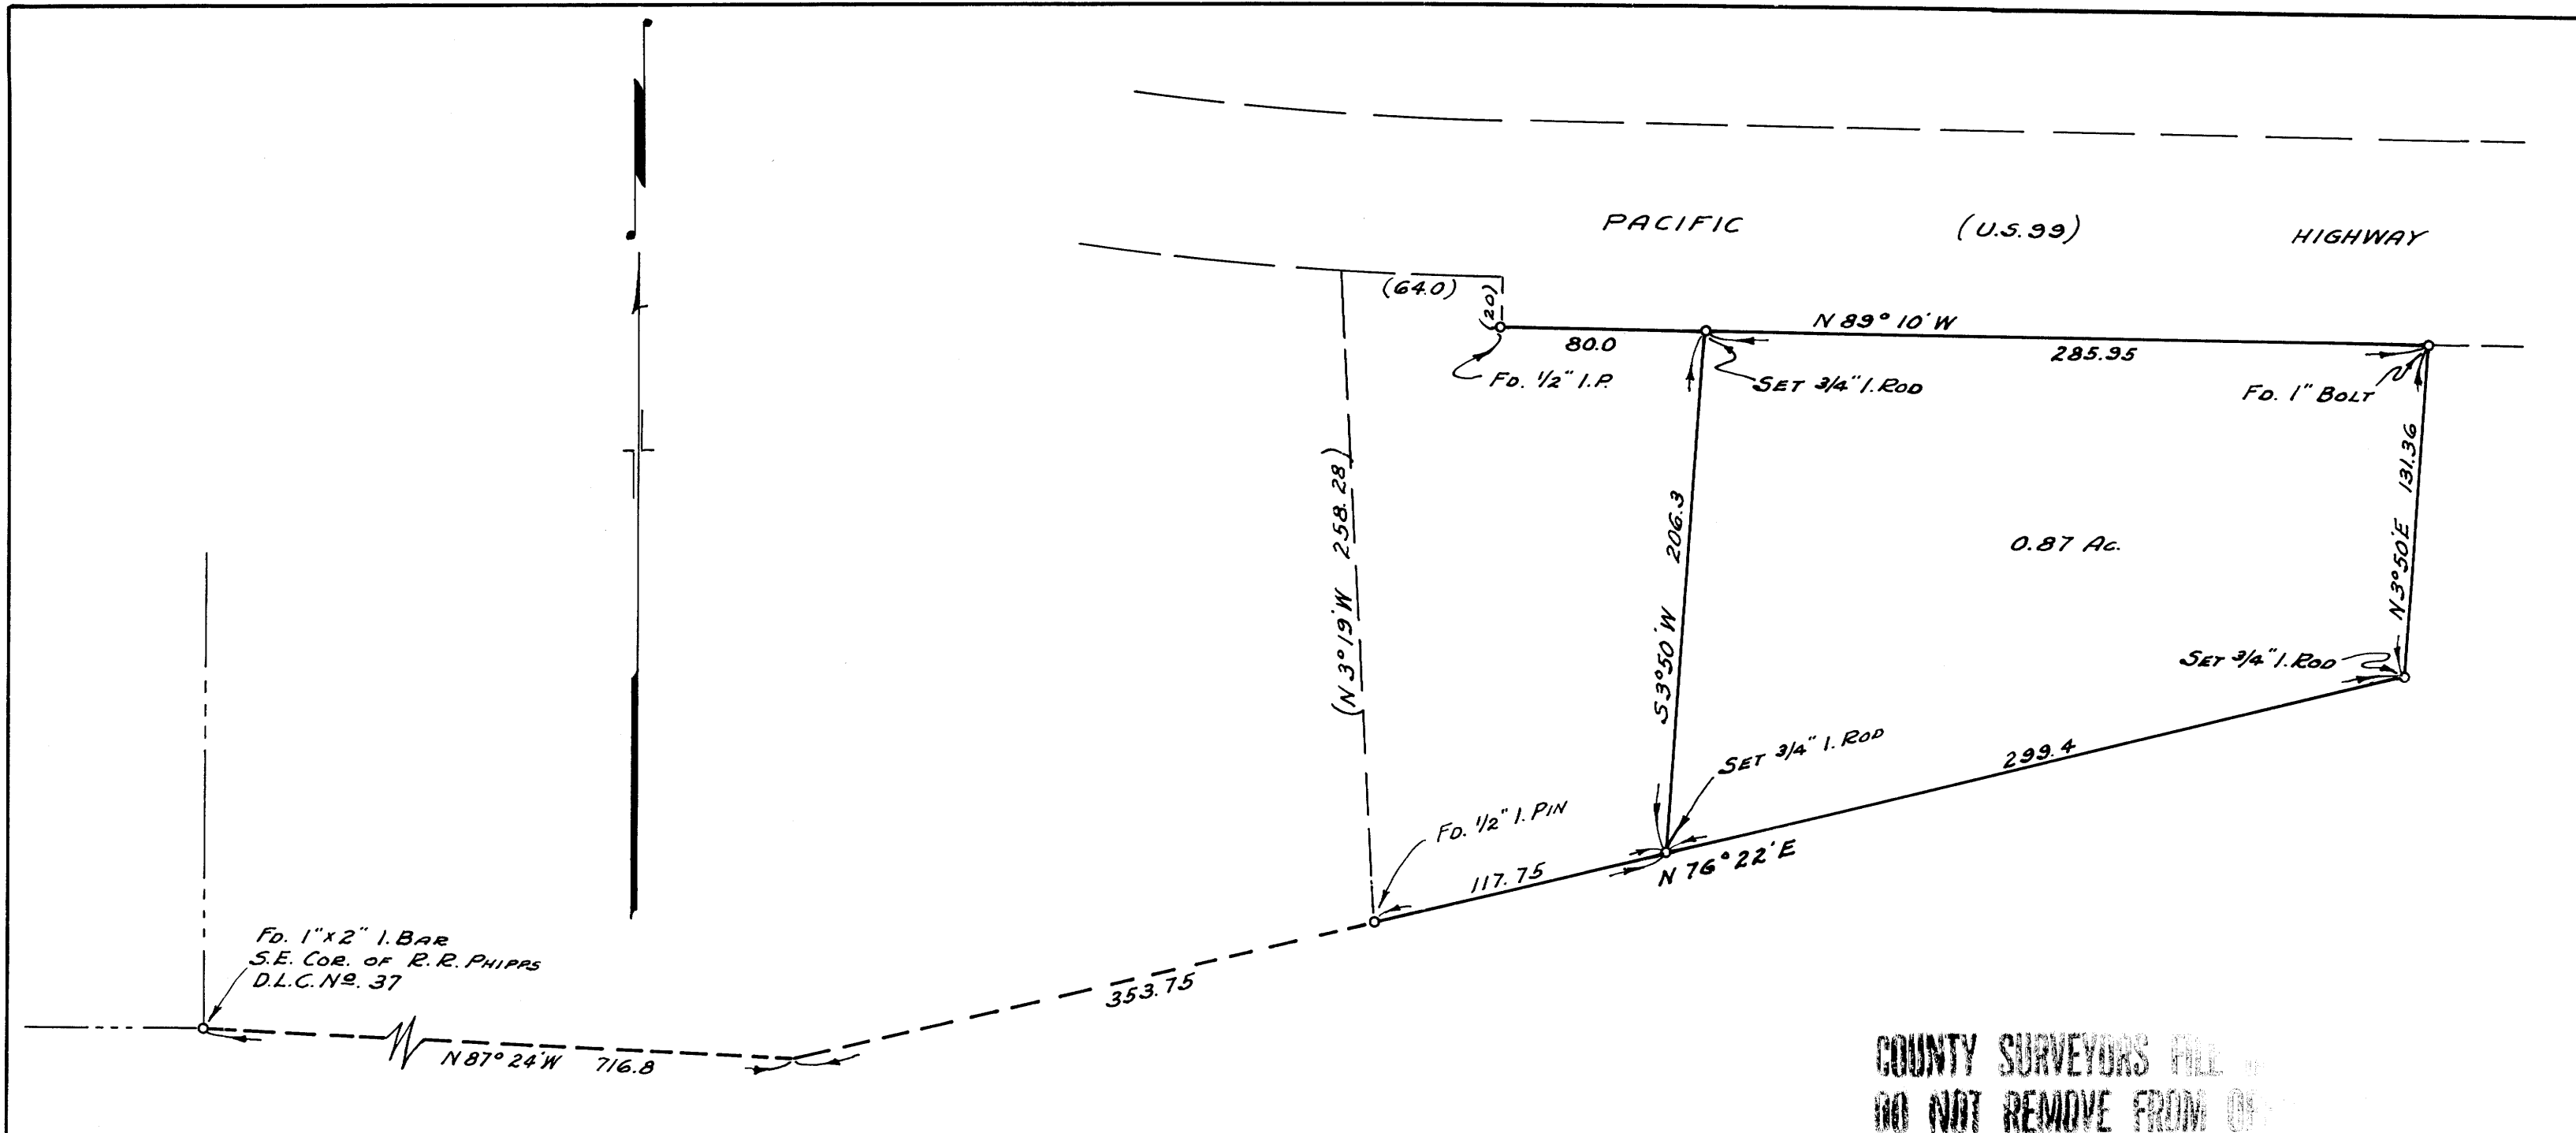 PACIFIC (U.S. 99) HIGHWAY
(64.0)
(20)
N 89° 10' W
80.0
285.95
FD. 1/2" I.P.
SET 3/4" I. ROD
FD. 1" BOLT
(N 3° 19' W 258.28)
S 3° 50' W 206.3
0.87 AC.
N 3° 50' E 131.36
SET 3/4" I. ROD
SET 3/4" I. ROD
299.4
FD. 1/2" I. PIN
117.75
N 76° 22' E
FD. 1" x 2" I. BAR
S.E. COR. OF R.R. PHIPPS
D.L.C. Nº. 37
353.75
N 87° 24' W 716.8
COUNTY SURVEYORS FILE
DO NOT REMOVE FROM